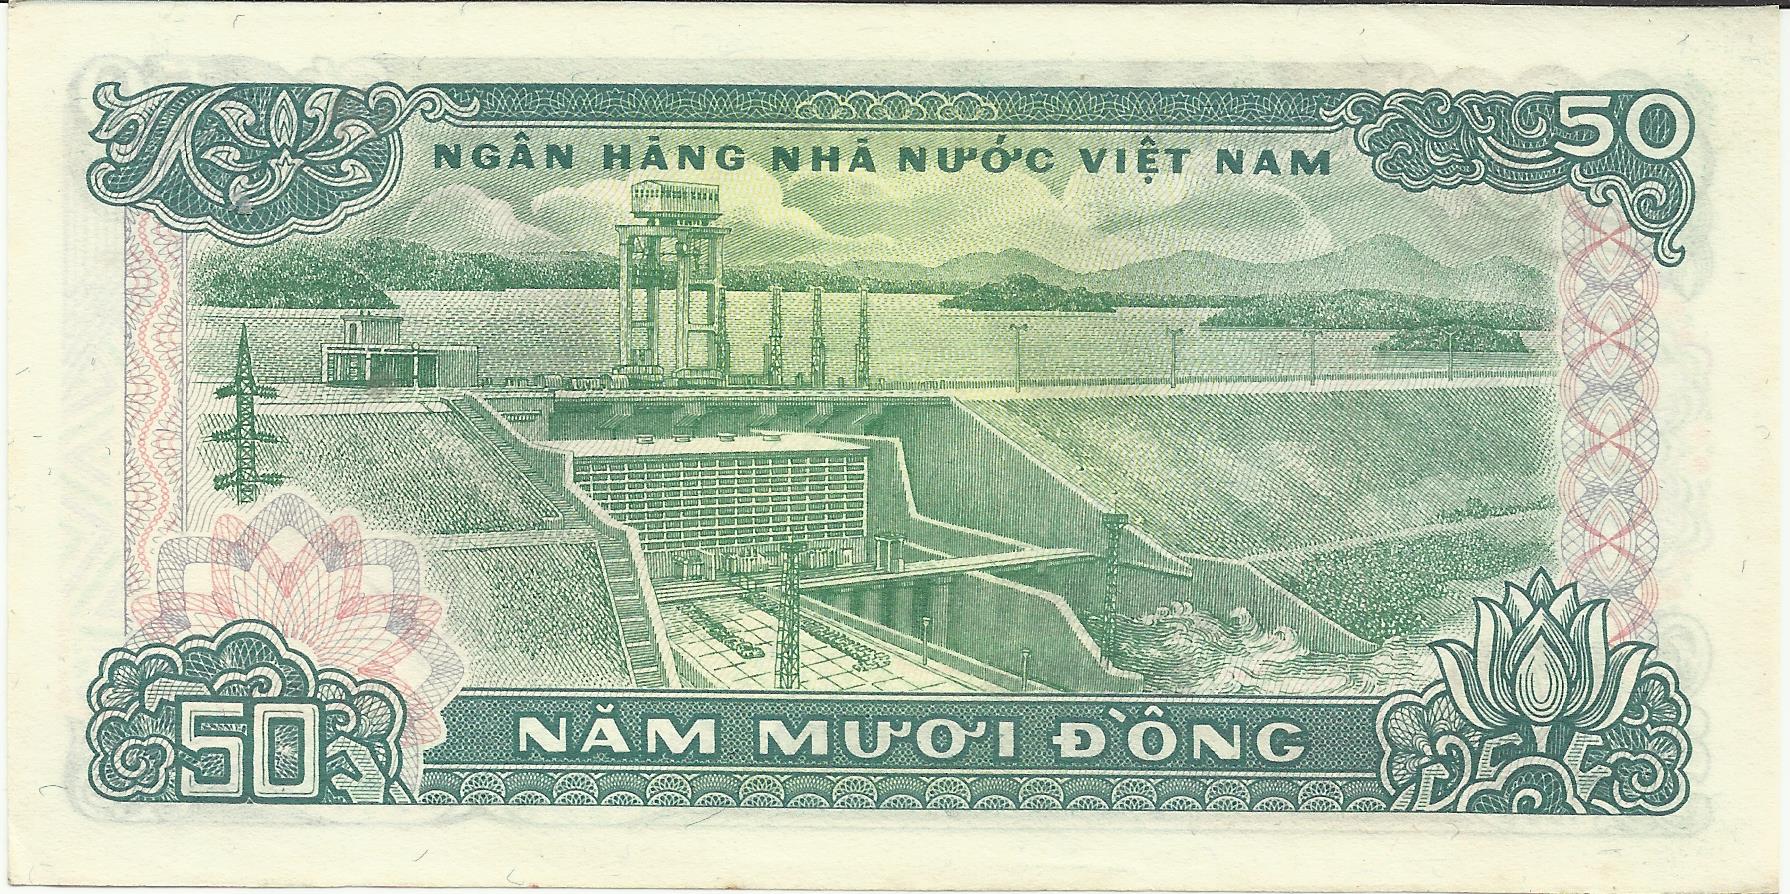 50
NGÂN HÀNG NHÀ NƯỚC VIỆT NAM
50
NĂM MƯƠI ĐỒNG